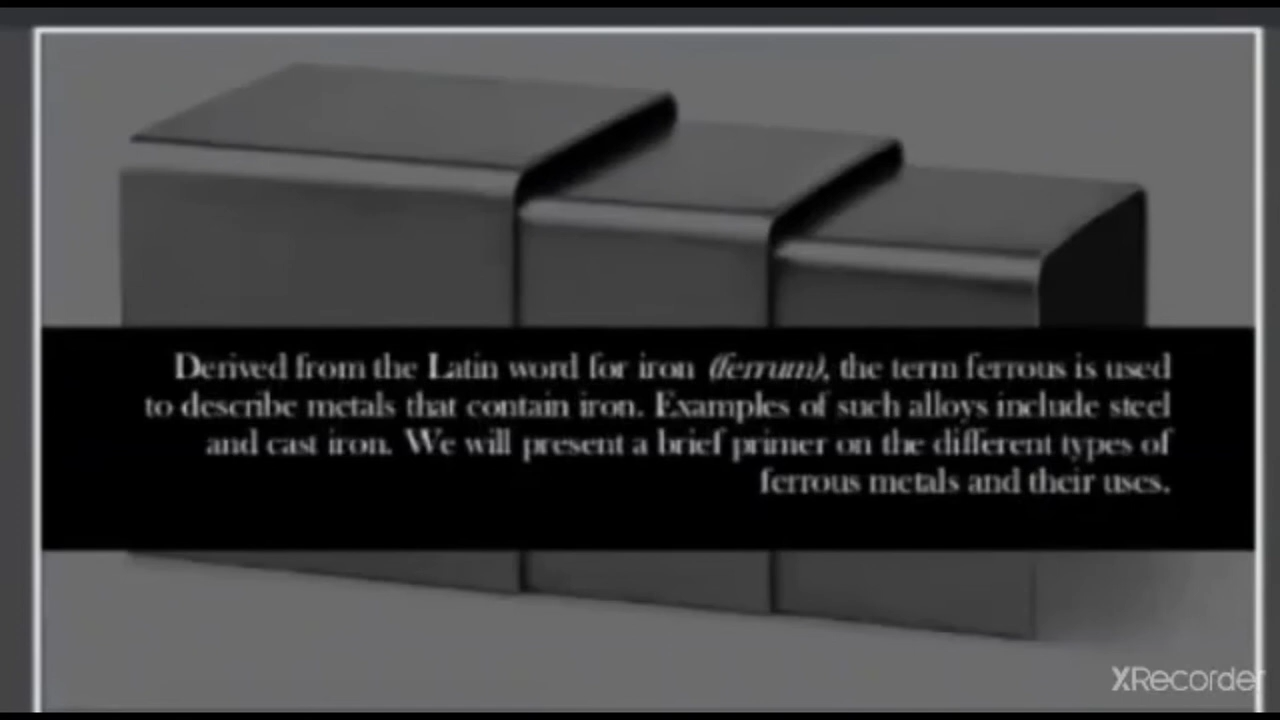 Derived from the Latin word for iron (ferrum), the term ferrous is used
to describe metals that contain iron. Examples of such alloys include steel
and cast iron. We will present a brief primer on the different types of
ferrous metals and their uses.
XRecorder